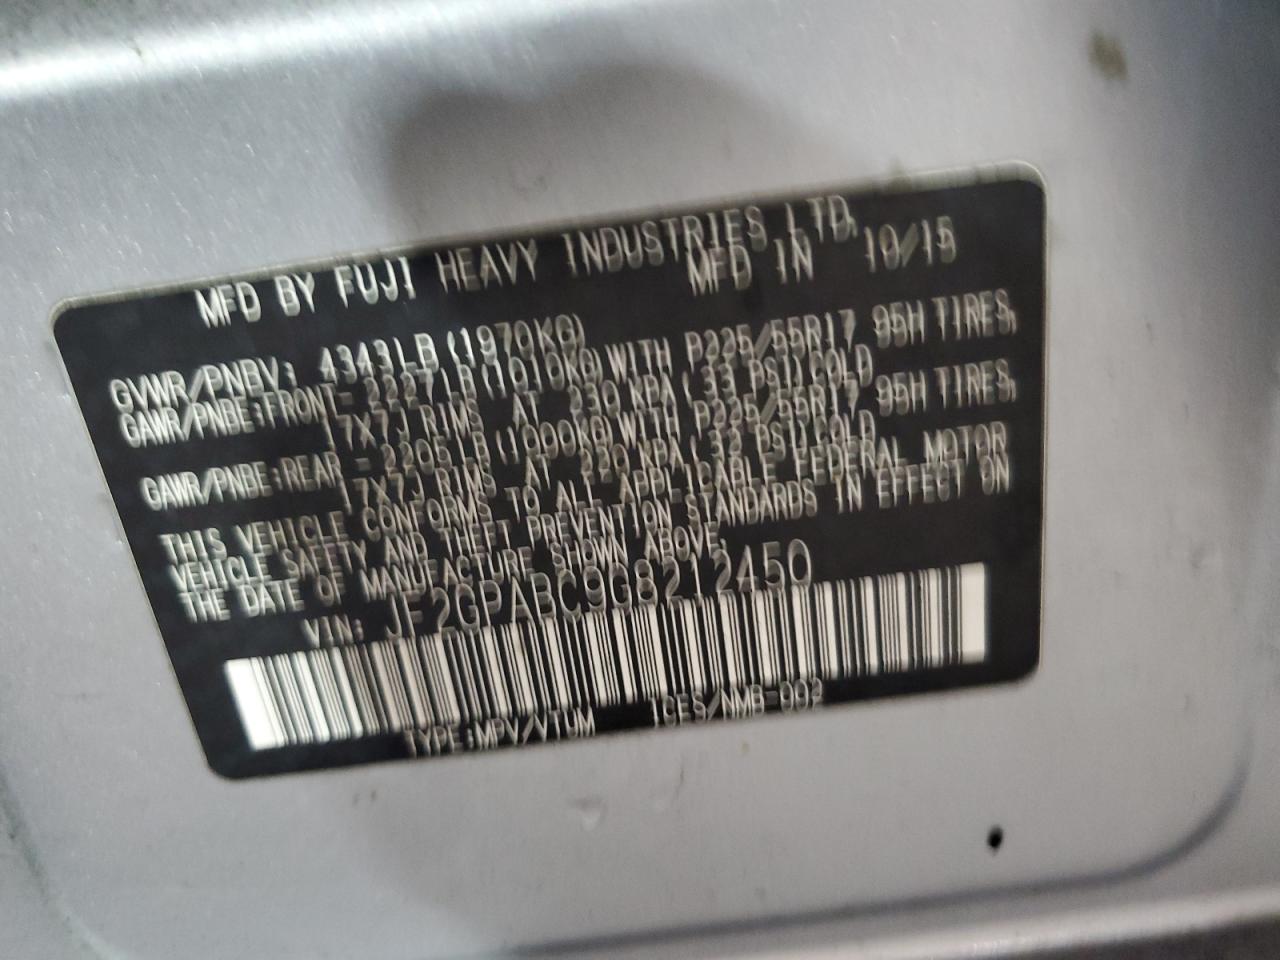 MFD BY FUJI HEAVY INDUSTRIES LTD.
MFD IN 10/15
GVWR/PNBV: 4343LB (1970KG)
GAWR/PNBE:FRONT- 2227LB(1010KG)WITH P225/55R17 95H TIRES,
17X7J RIMS AT 230 KPA( 33 PSI)COLD
GAWR/PNBE:REAR - 2205LB(1000KG)WITH P225/55R17 95H TIRES,
17X7J RIMS AT 220 KPA( 32 PSI)COLD
THIS VEHICLE CONFORMS TO ALL APPLICABLE FEDERAL MOTOR
VEHICLE SAFETY AND THEFT PREVENTION STANDARDS IN EFFECT ON
THE DATE OF MANUFACTURE SHOWN ABOVE.
VIN: JF2GPABC9G8212450
TYPE:MPV/VTUM ICES/NMB-002